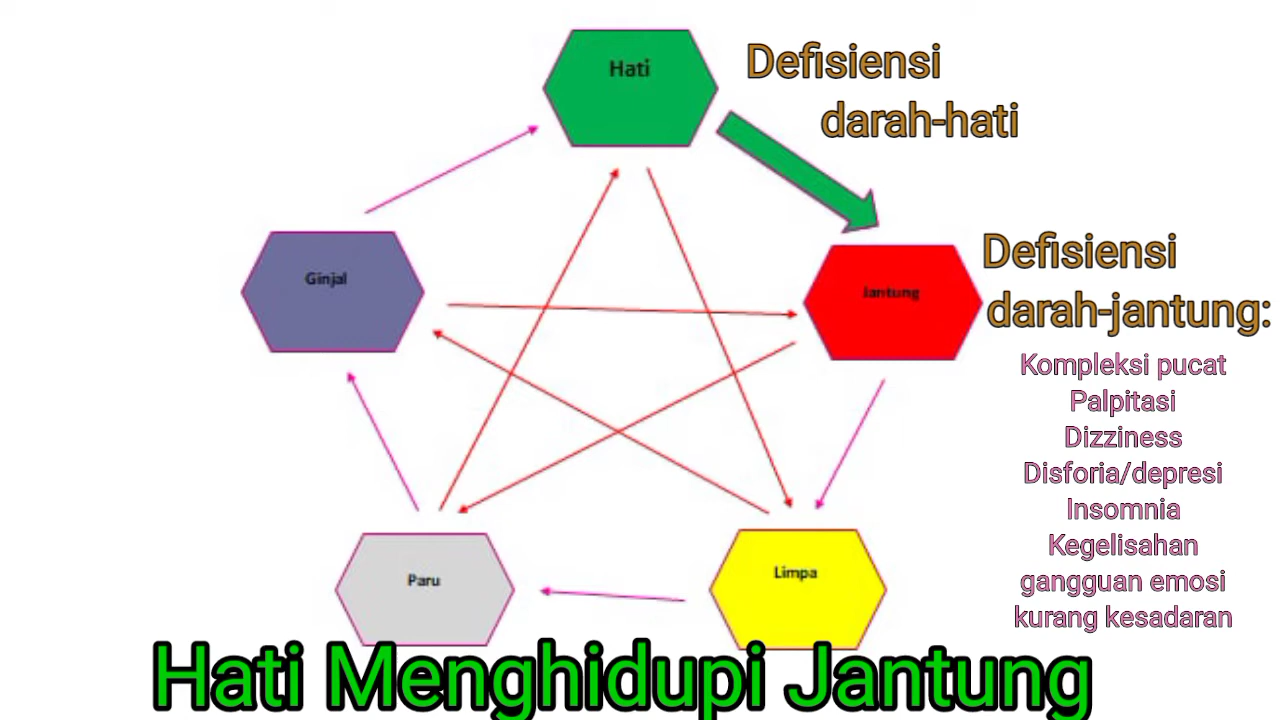 Hati
Defisiensi
darah-hati
Ginjal
Jantung
Defisiensi
darah-jantung:
Kompleksi pucat
Palpitasi
Dizziness
Disforia/depresi
Insomnia
Kegelisahan
gangguan emosi
kurang kesadaran
Paru
Limpa
Hati Menghidupi Jantung